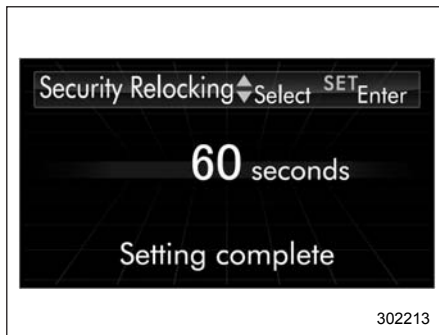 Security Relocking Select SET Enter
60 seconds
Setting complete
302213